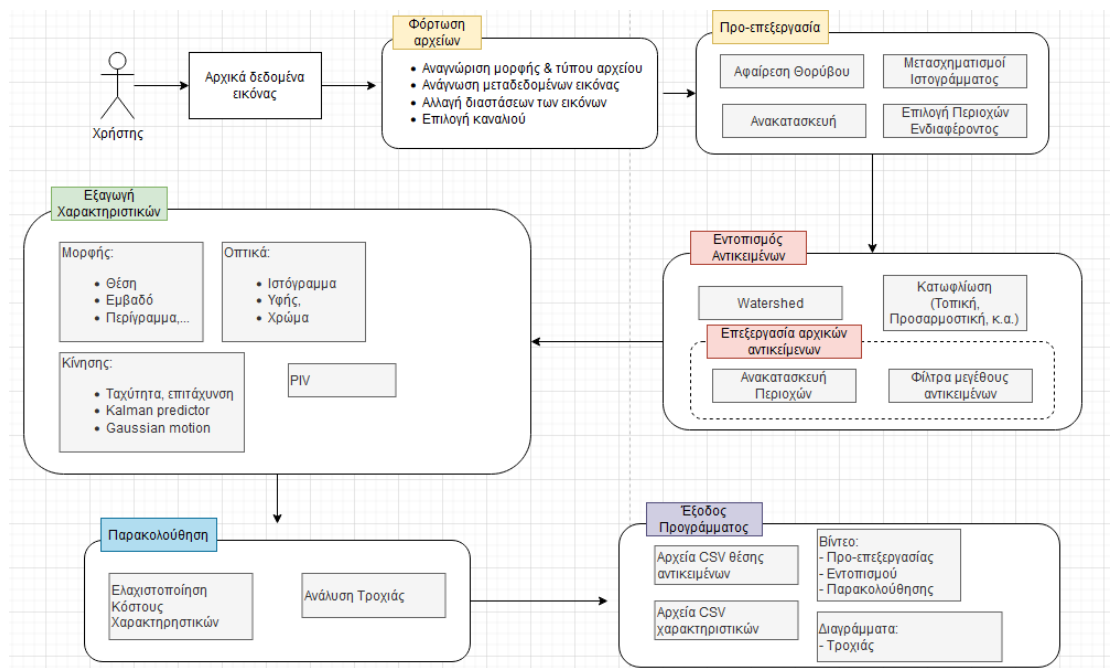 Φόρτωση
αρχείων
Προ-επεξεργασία
Χρήστης
Αρχικά δεδομένα
εικόνας
• Αναγνώριση μορφής & τύπου αρχείου
• Ανάγνωση μεταδεδομένων εικόνας
• Αλλαγή διαστάσεων των εικόνων
• Επιλογή καναλιού
Αφαίρεση Θορύβου
Μετασχηματισμοί
Ιστογράμματος
Ανακατασκευή
Επιλογή Περιοχών
Ενδιαφέροντος
Εξαγωγή
Χαρακτηριστικών
Μορφής:
• Θέση
• Εμβαδό
• Περίγραμμα,...
Οπτικά:
• Ιστόγραμμα
• Υφής,
• Χρώμα
Κίνησης:
• Ταχύτητα, επιτάχυνση
• Kalman predictor
• Gaussian motion
PIV
Εντοπισμός
Αντικειμένων
Watershed
Κατωφλίωση
(Τοπική,
Προσαρμοστική, κ.α.)
Επεξεργασία αρχικών
αντικείμενων
Ανακατασκευή
Περιοχών
Φίλτρα μεγέθους
αντικειμένων
Παρακολούθηση
Ελαχιστοποίηση
Κόστους
Χαρακτηρηστικών
Ανάλυση Τροχιάς
Έξοδος
Προγράμματος
Αρχεία CSV θέσης
αντικειμένων
Αρχεία CSV
χαρακτηριστικών
Βίντεο:
- Προ-επεξεργασίας
- Εντοπισμού
- Παρακολούθησης
Διαγράμματα:
- Τροχιάς